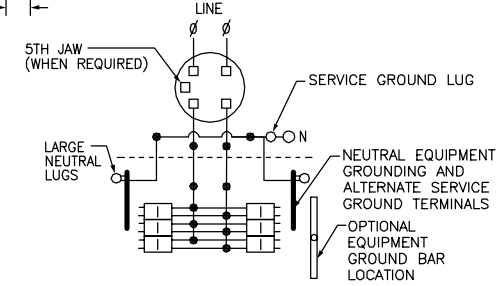 LINE
Ø Ø
5TH JAW
(WHEN REQUIRED)
SERVICE GROUND LUG
N
LARGE
NEUTRAL
LUGS
NEUTRAL EQUIPMENT
GROUNDING AND
ALTERNATE SERVICE
GROUND TERMINALS
OPTIONAL
EQUIPMENT
GROUND BAR
LOCATION